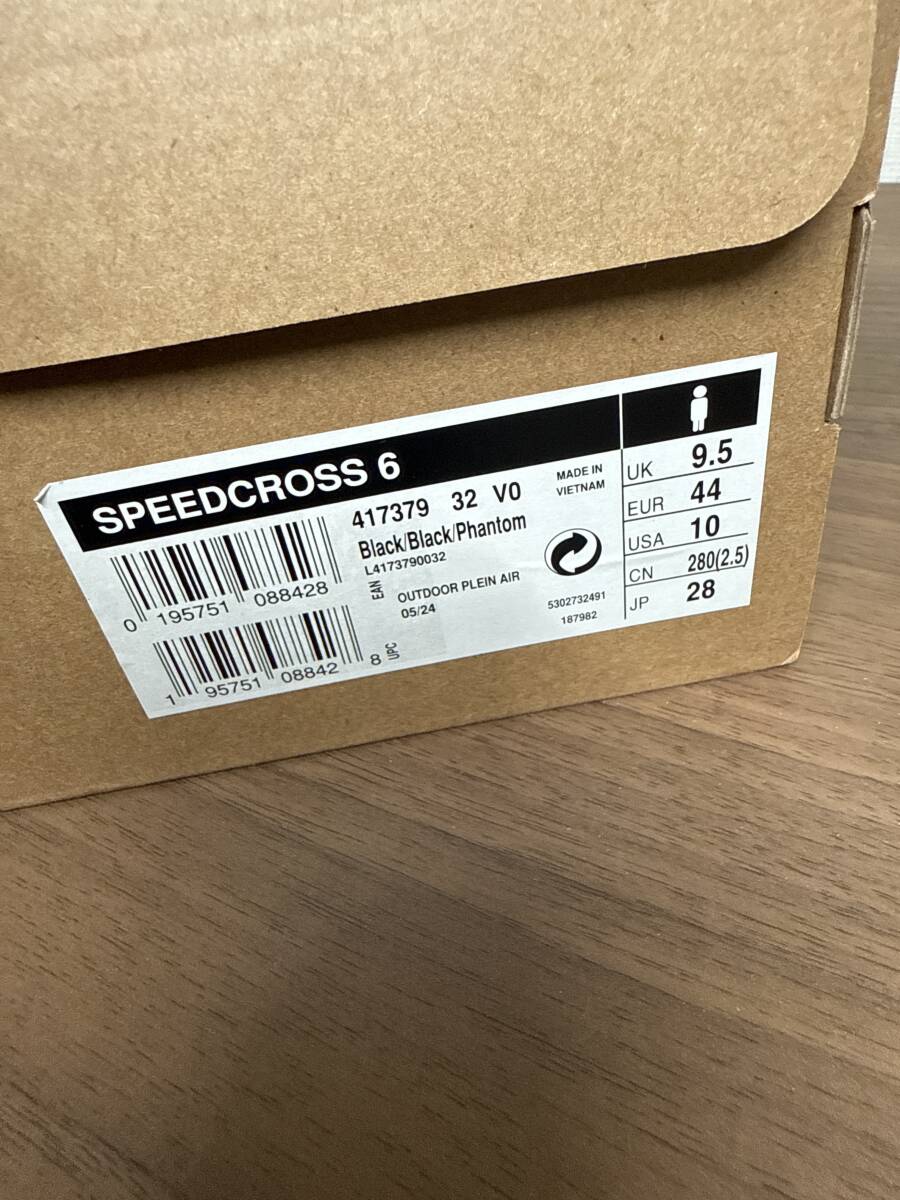 SPEEDCROSS 6
417379 32 V0
Black/Black/Phantom
L4173790032
EAN
0 195751 088428
OUTDOOR PLEIN AIR
05/24
1 95751 08842 8
UPC
MADE IN
VIETNAM
5302732491
187982
UK 9.5
EUR 44
USA 10
CN 280(2.5)
JP 28